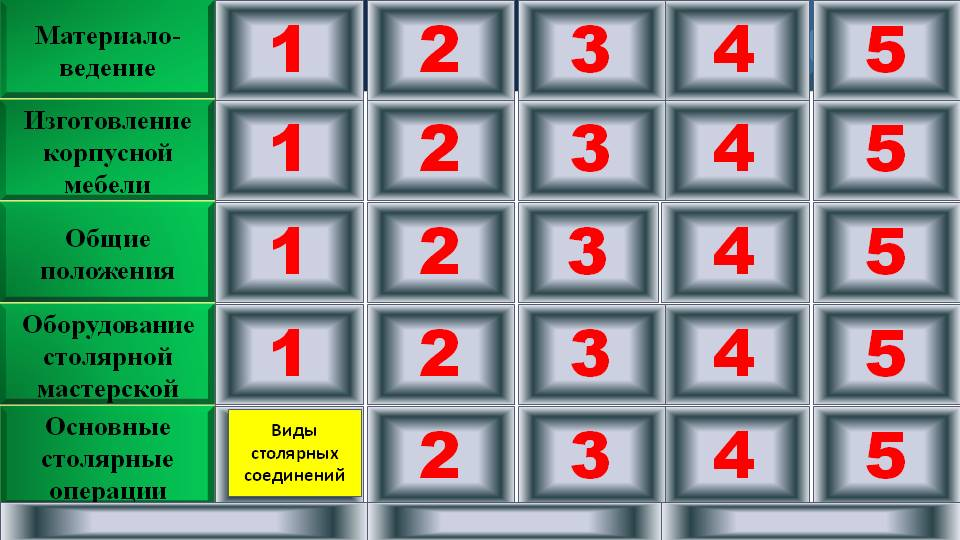 Материало-
ведение
1 2 3 4 5
Изготовление
корпусной
мебели
1 2 3 4 5
Общие
положения
1 2 3 4 5
Оборудование
столярной
мастерской
1 2 3 4 5
Основные
столярные
операции
Виды
столярных
соединений
2 3 4 5